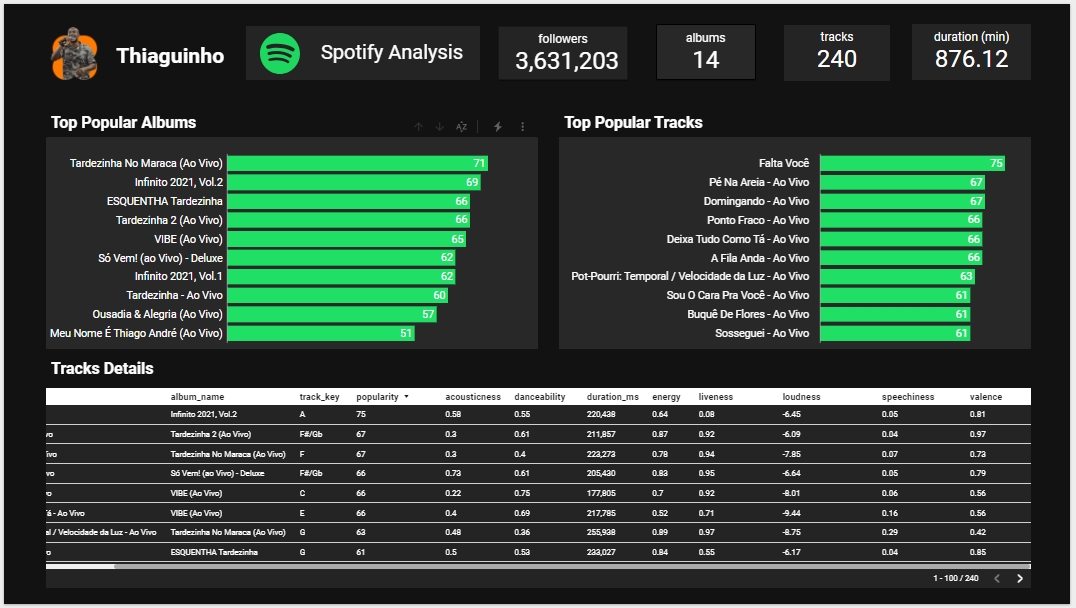 Thiaguinho
Spotify Analysis
followers
3,631,203
albums
14
tracks
240
duration (min)
876.12
Top Popular Albums
Tardezinha No Maraca (Ao Vivo) 71
Infinito 2021, Vol.2 69
ESQUENTHA Tardezinha 66
Tardezinha 2 (Ao Vivo) 66
VIBE (Ao Vivo) 65
Só Vem! (ao Vivo) - Deluxe 62
Infinito 2021, Vol.1 62
Tardezinha - Ao Vivo 60
Ousadia & Alegria (Ao Vivo) 57
Meu Nome É Thiago André (Ao Vivo) 51
Top Popular Tracks
Falta Você 75
Pé Na Areia - Ao Vivo 67
Domingando - Ao Vivo 67
Ponto Fraco - Ao Vivo 66
Deixa Tudo Como Tá - Ao Vivo 66
A Fila Anda - Ao Vivo 66
Pot-Pourri: Temporal / Velocidade da Luz - Ao Vivo 63
Sou O Cara Pra Você - Ao Vivo 61
Buquê De Flores - Ao Vivo 61
Sosseguei - Ao Vivo 61
Tracks Details
album_name track_key popularity acousticness danceability duration_ms energy liveness loudness speechiness valence
Infinito 2021, Vol.2 A 75 0.58 0.55 220,438 0.64 0.08 -6.45 0.05 0.81
vo Tardezinha 2 (Ao Vivo) F#/Gb 67 0.3 0.61 211,857 0.87 0.92 -6.09 0.04 0.97
ivo Tardezinha No Maraca (Ao Vivo) F 67 0.3 0.4 223,273 0.78 0.94 -7.85 0.07 0.73
vo Só Vem! (ao Vivo) - Deluxe F#/Gb 66 0.73 0.61 205,430 0.83 0.95 -6.64 0.05 0.79
o VIBE (Ao Vivo) C 66 0.22 0.75 177,805 0.7 0.92 -8.01 0.06 0.56
á - Ao Vivo VIBE (Ao Vivo) E 66 0.4 0.69 217,785 0.52 0.71 -9.44 0.16 0.56
al / Velocidade da Luz - Ao Vivo Tardezinha No Maraca (Ao Vivo) G 63 0.48 0.36 255,938 0.89 0.97 -8.75 0.29 0.42
o ESQUENTHA Tardezinha G 61 0.5 0.53 233,027 0.84 0.55 -6.17 0.04 0.85
1 - 100 / 240